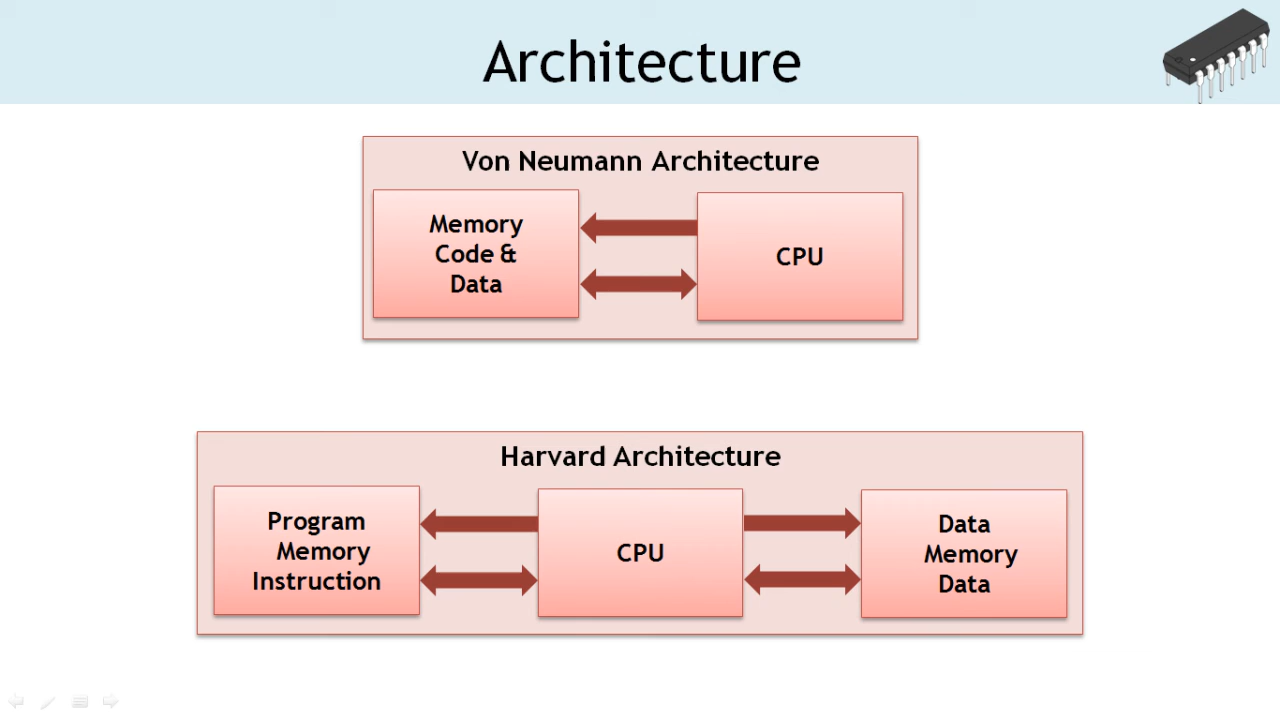 Architecture
Von Neumann Architecture
Memory
Code &
Data
CPU
Harvard Architecture
Program
Memory
Instruction
CPU
Data
Memory
Data